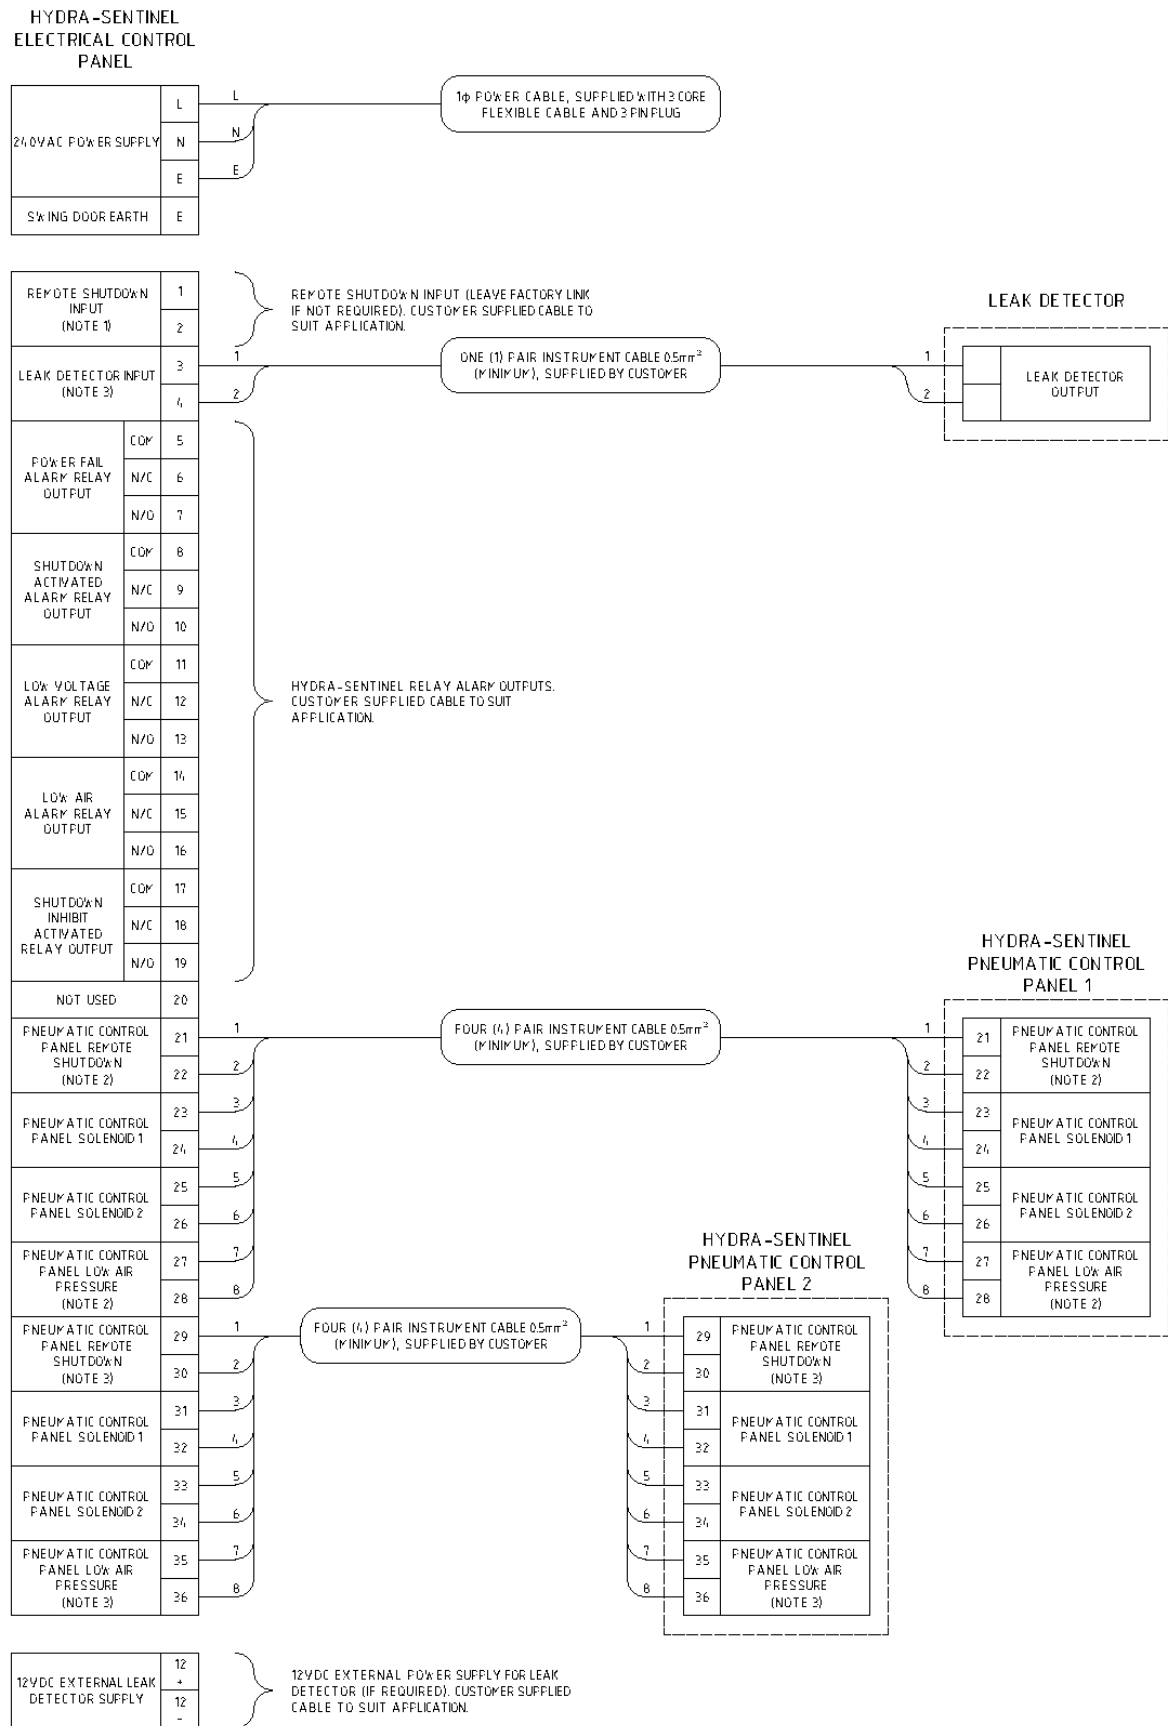 HYDRA-SENTINEL
ELECTRICAL CONTROL
PANEL
240VAC POWER SUPPLY
L
N
E
L
N
E
1ϕ POWER CABLE, SUPPLIED WITH 3 CORE
FLEXIBLE CABLE AND 3 PIN PLUG
SWING DOOR EARTH
E
REMOTE SHUTDOWN
INPUT
(NOTE 1)
1
2
REMOTE SHUTDOWN INPUT (LEAVE FACTORY LINK
IF NOT REQUIRED). CUSTOMER SUPPLIED CABLE TO
SUIT APPLICATION.
LEAK DETECTOR INPUT
(NOTE 3)
3
4
1
2
ONE (1) PAIR INSTRUMENT CABLE 0.5mm²
(MINIMUM), SUPPLIED BY CUSTOMER
1
2
LEAK DETECTOR
LEAK DETECTOR
OUTPUT
POWER FAIL
ALARM RELAY
OUTPUT
COM 5
N/C 6
N/O 7
SHUTDOWN
ACTIVATED
ALARM RELAY
OUTPUT
COM 8
N/C 9
N/O 10
LOW VOLTAGE
ALARM RELAY
OUTPUT
COM 11
N/C 12
N/O 13
HYDRA-SENTINEL RELAY ALARM OUTPUTS.
CUSTOMER SUPPLIED CABLE TO SUIT
APPLICATION.
LOW AIR
ALARM RELAY
OUTPUT
COM 14
N/C 15
N/O 16
SHUTDOWN
INHIBIT
ACTIVATED
RELAY OUTPUT
COM 17
N/C 18
N/O 19
NOT USED
20
PNEUMATIC CONTROL
PANEL REMOTE
SHUTDOWN
(NOTE 2)
21
22
PNEUMATIC CONTROL
PANEL SOLENOID 1
23
24
PNEUMATIC CONTROL
PANEL SOLENOID 2
25
26
PNEUMATIC CONTROL
PANEL LOW AIR
PRESSURE
(NOTE 2)
27
28
1
2
3
4
5
6
7
8
FOUR (4) PAIR INSTRUMENT CABLE 0.5mm²
(MINIMUM), SUPPLIED BY CUSTOMER
1
2
3
4
5
6
7
8
HYDRA-SENTINEL
PNEUMATIC CONTROL
PANEL 1
21
22
PNEUMATIC CONTROL
PANEL REMOTE
SHUTDOWN
(NOTE 2)
23
24
PNEUMATIC CONTROL
PANEL SOLENOID 1
25
26
PNEUMATIC CONTROL
PANEL SOLENOID 2
27
28
PNEUMATIC CONTROL
PANEL LOW AIR
PRESSURE
(NOTE 2)
PNEUMATIC CONTROL
PANEL REMOTE
SHUTDOWN
(NOTE 3)
29
30
PNEUMATIC CONTROL
PANEL SOLENOID 1
31
32
PNEUMATIC CONTROL
PANEL SOLENOID 2
33
34
PNEUMATIC CONTROL
PANEL LOW AIR
PRESSURE
(NOTE 3)
35
36
1
2
3
4
5
6
7
8
FOUR (4) PAIR INSTRUMENT CABLE 0.5mm²
(MINIMUM), SUPPLIED BY CUSTOMER
1
2
3
4
5
6
7
8
HYDRA-SENTINEL
PNEUMATIC CONTROL
PANEL 2
29
30
PNEUMATIC CONTROL
PANEL REMOTE
SHUTDOWN
(NOTE 3)
31
32
PNEUMATIC CONTROL
PANEL SOLENOID 1
33
34
PNEUMATIC CONTROL
PANEL SOLENOID 2
35
36
PNEUMATIC CONTROL
PANEL LOW AIR
PRESSURE
(NOTE 3)
12VDC EXTERNAL LEAK
DETECTOR SUPPLY
12
+
12
-
12VDC EXTERNAL POWER SUPPLY FOR LEAK
DETECTOR (IF REQUIRED). CUSTOMER SUPPLIED
CABLE TO SUIT APPLICATION.